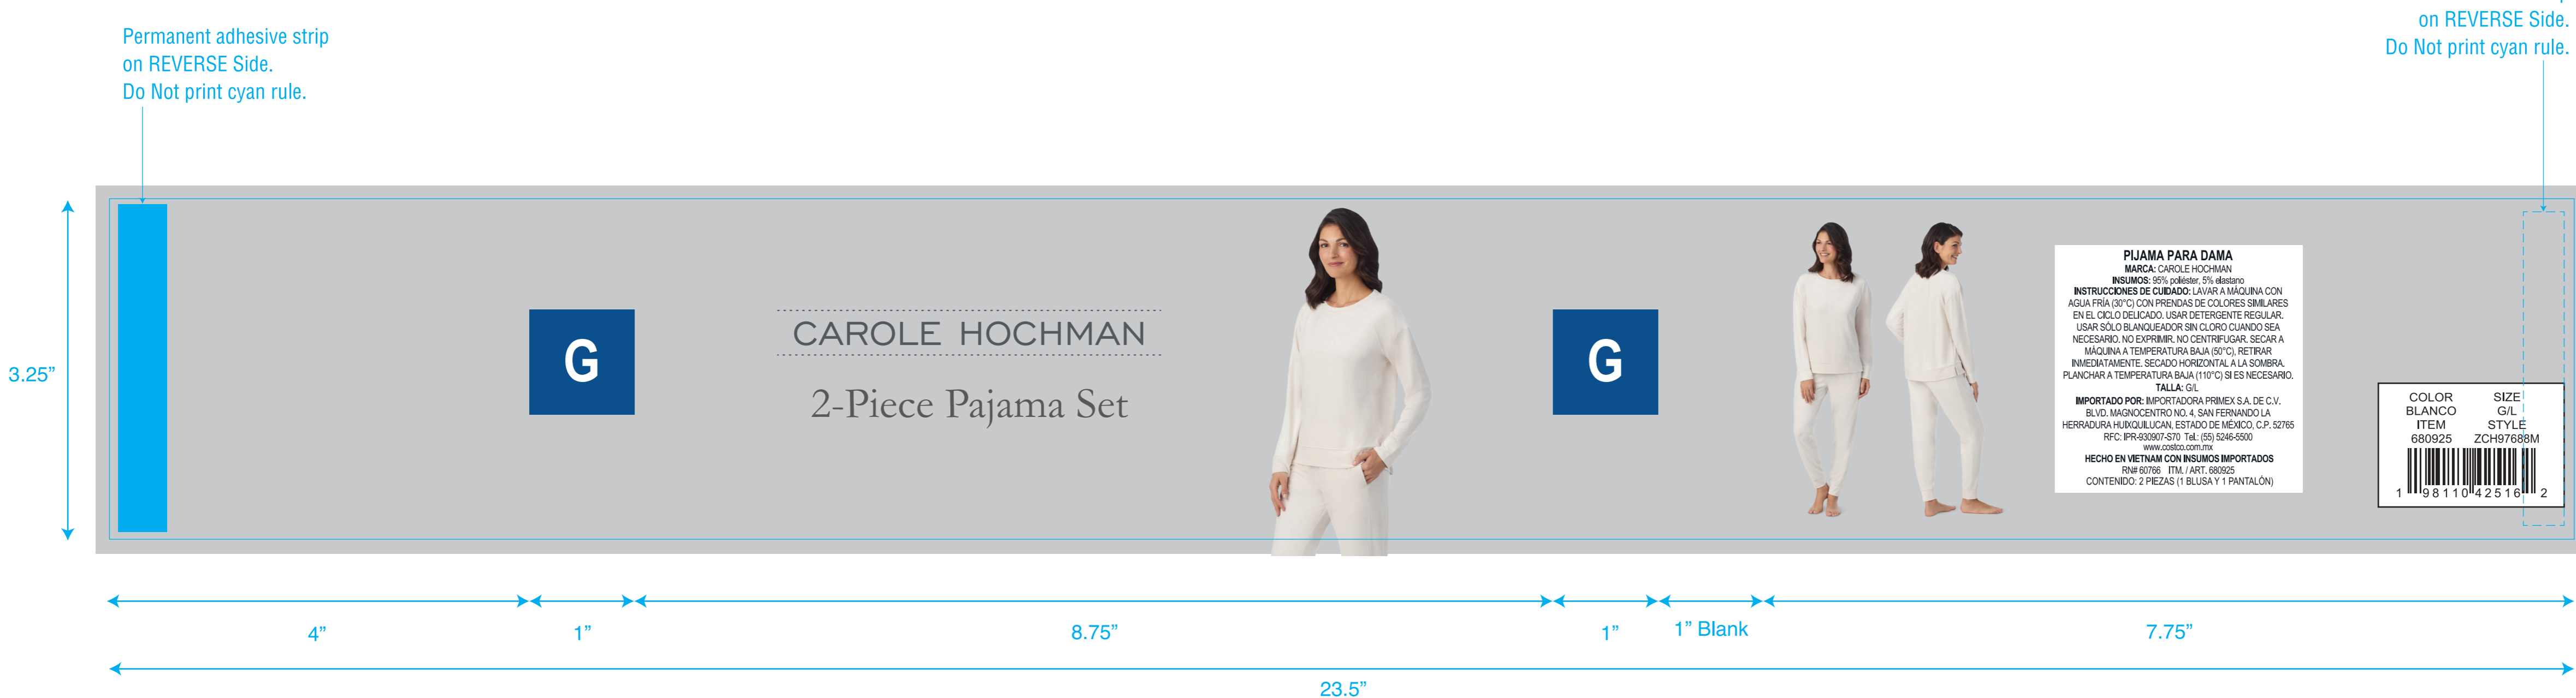 Permanent adhesive strip
on REVERSE Side.
Do Not print cyan rule.
on REVERSE Side.
Do Not print cyan rule.
3.25”
G
CAROLE HOCHMAN
2-Piece Pajama Set
G
PIJAMA PARA DAMA
MARCA: CAROLE HOCHMAN
INSUMOS: 95% poliéster, 5% elastano
INSTRUCCIONES DE CUIDADO: LAVAR A MÁQUINA CON
AGUA FRÍA (30°C) CON PRENDAS DE COLORES SIMILARES
EN EL CICLO DELICADO. USAR DETERGENTE REGULAR.
USAR SÓLO BLANQUEADOR SIN CLORO CUANDO SEA
NECESARIO. NO EXPRIMIR. NO CENTRIFUGAR. SECAR A
MÁQUINA A TEMPERATURA BAJA (50°C), RETIRAR
INMEDIATAMENTE. SECADO HORIZONTAL A LA SOMBRA.
PLANCHAR A TEMPERATURA BAJA (110°C) SI ES NECESARIO.
TALLA: G/L
IMPORTADO POR: IMPORTADORA PRIMEX S.A. DE C.V.
BLVD. MAGNOCENTRO NO. 4, SAN FERNANDO LA
HERRADURA HUIXQUILUCAN, ESTADO DE MÉXICO, C.P. 52765
RFC: IPR-930907-S70 Tel.: (55) 5246-5500
www.costco.com.mx
HECHO EN VIETNAM CON INSUMOS IMPORTADOS
RN# 60766 ITM. / ART. 680925
CONTENIDO: 2 PIEZAS (1 BLUSA Y 1 PANTALÓN)
COLOR SIZE
BLANCO G/L
ITEM STYLE
680925 ZCH97688M
1 98110 42516 2
4”
1”
8.75”
1”
1” Blank
7.75”
23.5”